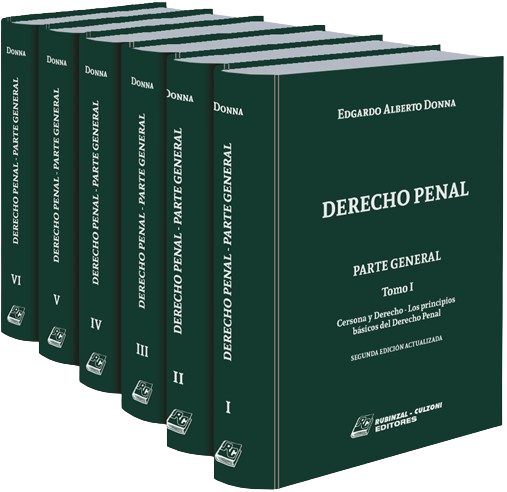 DONNA
DERECHO PENAL - PARTE GENERAL
VI
DONNA
DERECHO PENAL - PARTE GENERAL
V
DONNA
DERECHO PENAL - PARTE GENERAL
IV
DONNA
DERECHO PENAL - PARTE GENERAL
III
DONNA
DERECHO PENAL - PARTE GENERAL
II
DONNA
DERECHO PENAL - PARTE GENERAL
I
EDGARDO ALBERTO DONNA
DERECHO PENAL
PARTE GENERAL
Tomo I
Cersona y Derecho - Los principios
básicos del Derecho Penal
SEGUNDA EDICIÓN ACTUALIZADA
RUBINZAL - CULZONI
EDITORES